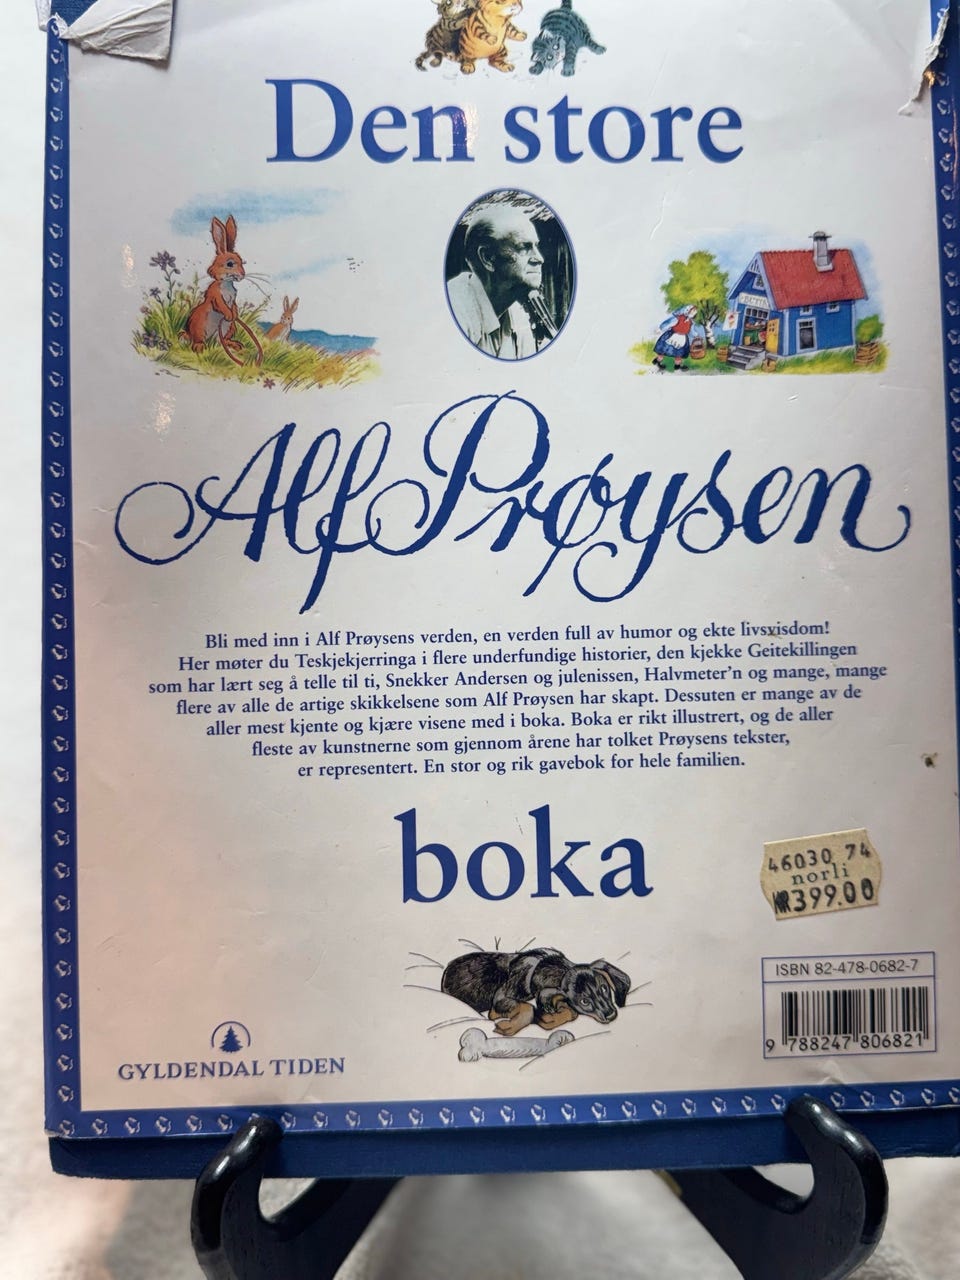 Den store
BUTIKK
Alf Prøysen
Bli med inn i Alf Prøysens verden, en verden full av humor og ekte livsvisdom!
Her møter du Teskjekjerringa i flere underfundige historier, den kjekke Geitekillingen
som har lært seg å telle til ti, Snekker Andersen og julenissen, Halvmeter'n og mange, mange
flere av alle de artige skikkelsene som Alf Prøysen har skapt. Dessuten er mange av de
aller mest kjente og kjære visene med i boka. Boka er rikt illustrert, og de aller
fleste av kunstnerne som gjennom årene har tolket Prøysens tekster,
er representert. En stor og rik gavebok for hele familien.
boka
46030 74
norli
KR399.00
ISBN 82-478-0682-7
9 788247 806821
GYLDENDAL TIDEN